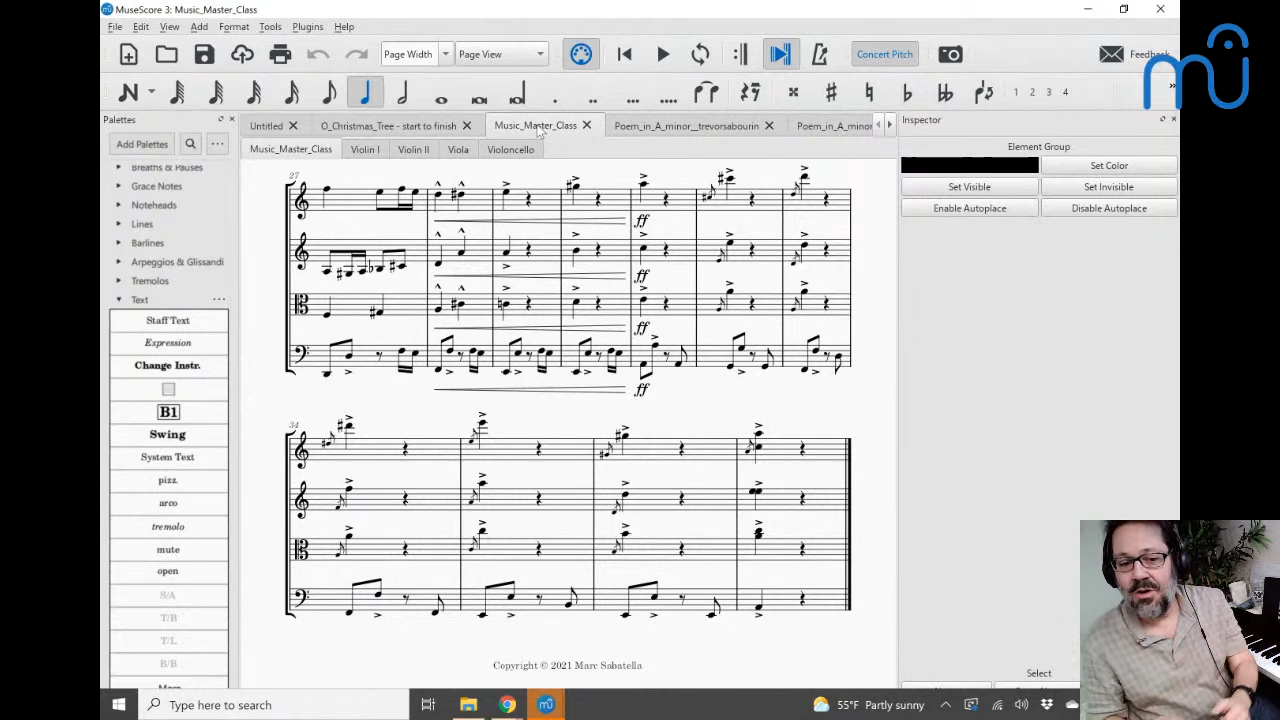 MuseScore 3: Music_Master_Class
File Edit View Add Format Tools Plugins Help
Page Width Page View Concert Pitch Feedback
1 2 3 4 »
Palettes
Untitled O_Christmas_Tree - start to finish Music_Master_Class Poem_in_A_minor__trevorsabourin Poem_in_A_minor
Inspector
Add Palettes ...
Music_Master_Class Violin I Violin II Viola Violoncello
Element Group
Breaths & Pauses
Grace Notes
Noteheads
Lines
Barlines
Arpeggios & Glissandi
Tremolos
Text ...
Staff Text
Expression
Change Instr.
B1
Swing
System Text
pizz.
arco
tremolo
mute
open
S/A
T/B
T/L
B/B
More
27
ff
ff
ff
ff
34
Copyright © 2021 Marc Sabatella
Set Color
Set Visible Set Invisible
Enable Autoplace Disable Autoplace
Select
Type here to search
55°F Partly sunny